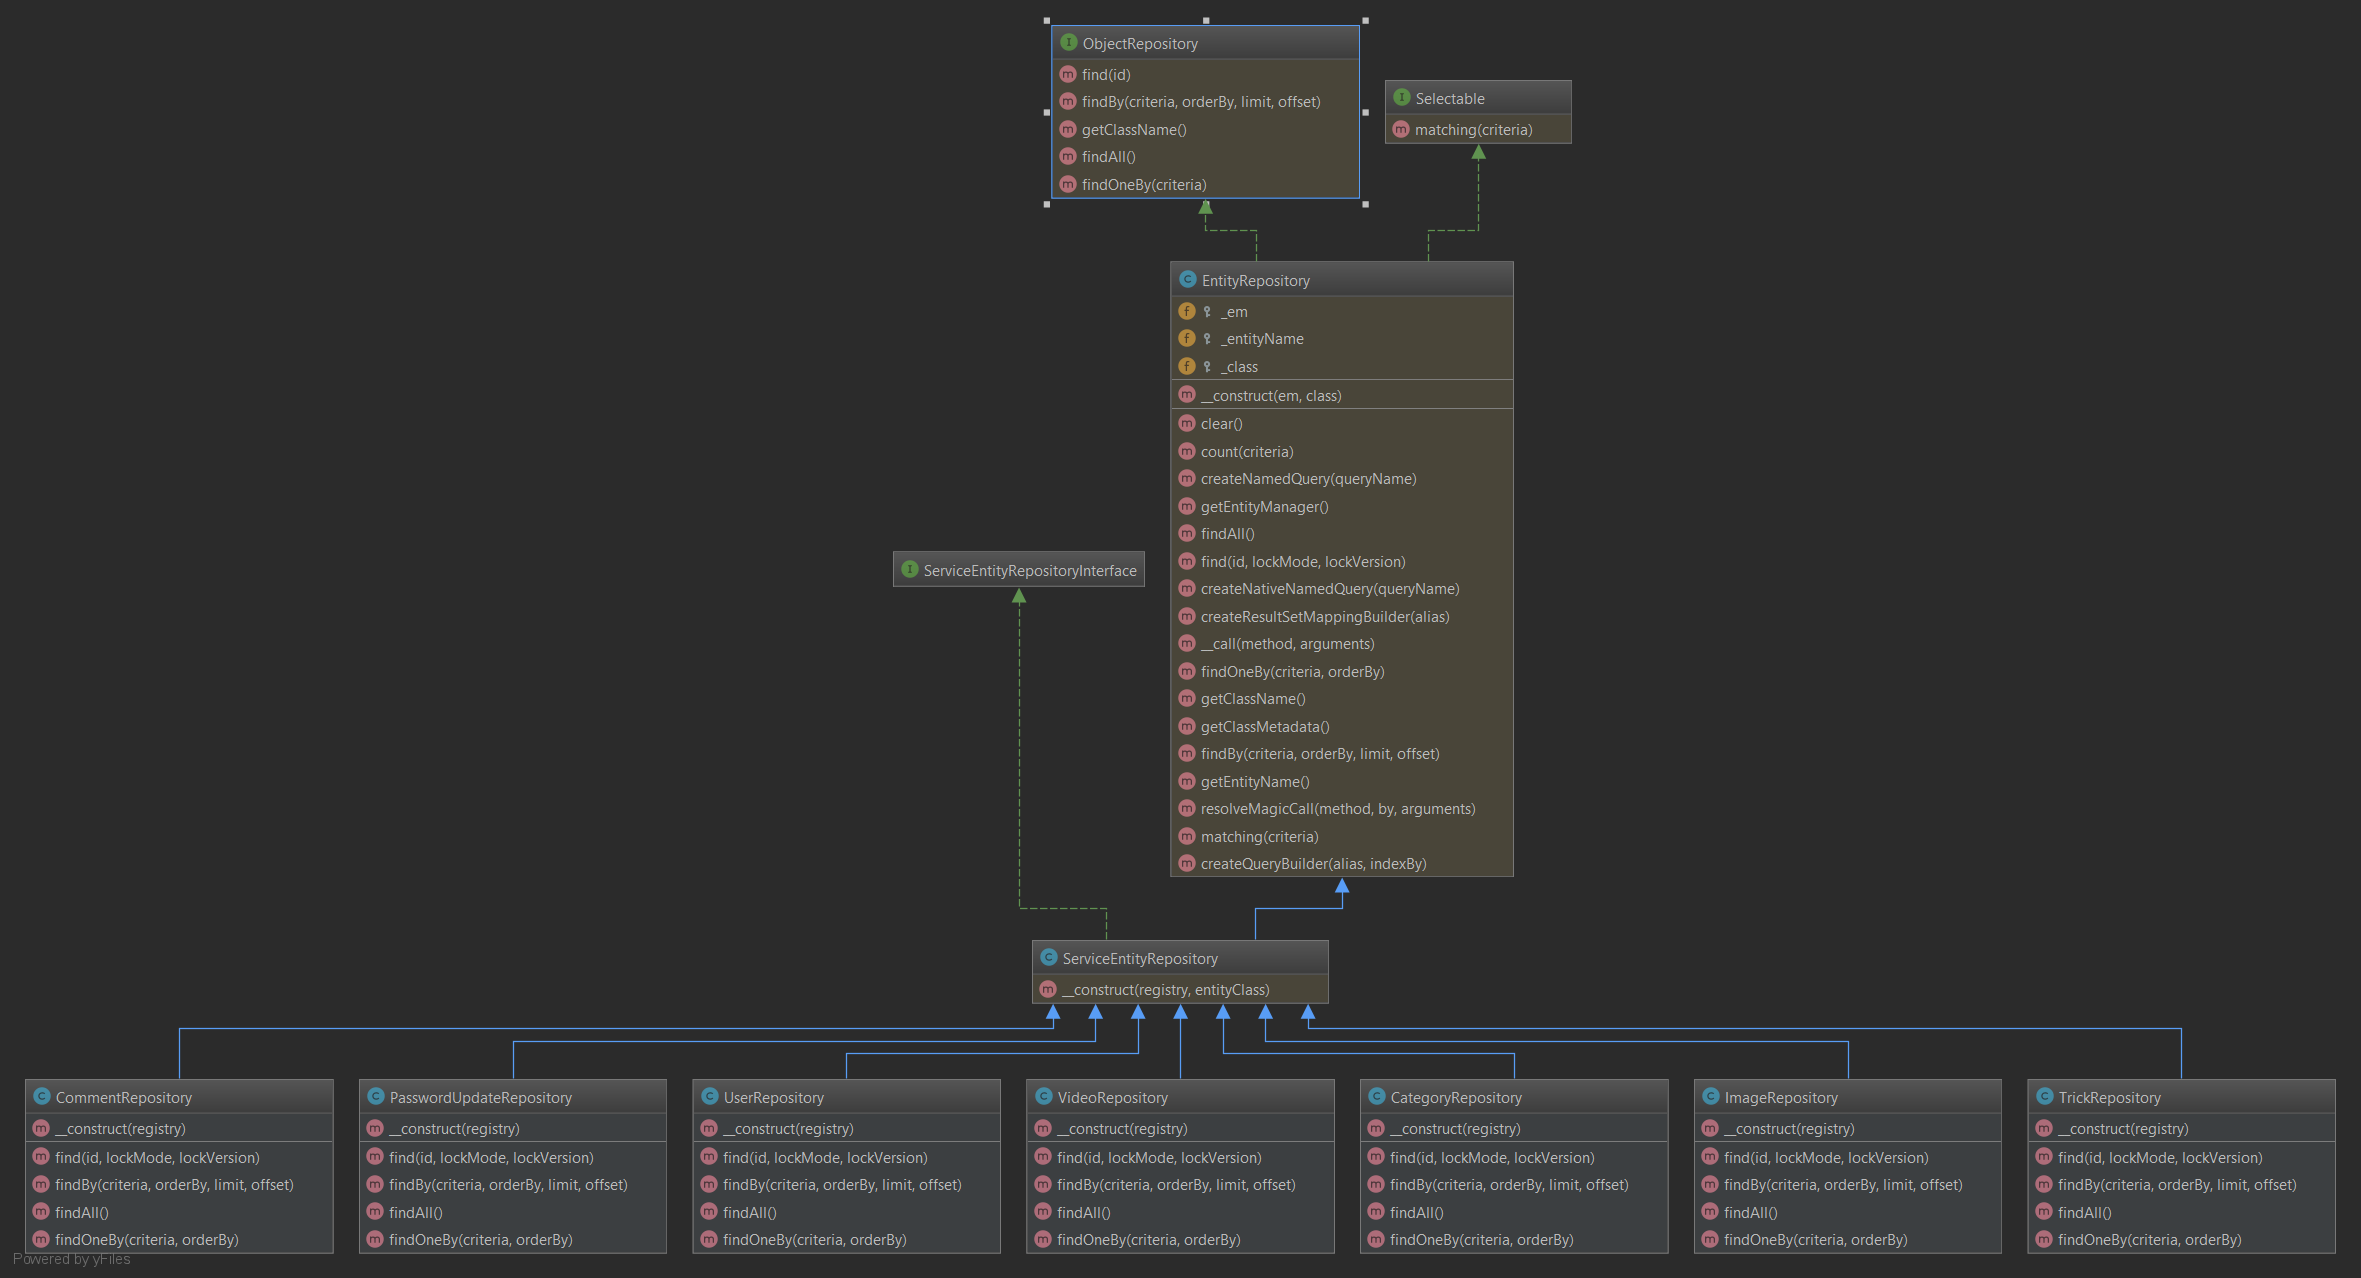 ObjectRepository
find(id)
findBy(criteria, orderBy, limit, offset)
getClassName()
findAll()
findOneBy(criteria)
Selectable
matching(criteria)
EntityRepository
_em
_entityName
_class
__construct(em, class)
clear()
count(criteria)
createNamedQuery(queryName)
getEntityManager()
findAll()
find(id, lockMode, lockVersion)
createNativeNamedQuery(queryName)
createResultSetMappingBuilder(alias)
__call(method, arguments)
findOneBy(criteria, orderBy)
getClassName()
getClassMetadata()
findBy(criteria, orderBy, limit, offset)
getEntityName()
resolveMagicCall(method, by, arguments)
matching(criteria)
createQueryBuilder(alias, indexBy)
ServiceEntityRepositoryInterface
ServiceEntityRepository
__construct(registry, entityClass)
CommentRepository
__construct(registry)
find(id, lockMode, lockVersion)
findBy(criteria, orderBy, limit, offset)
findAll()
findOneBy(criteria, orderBy)
PasswordUpdateRepository
__construct(registry)
find(id, lockMode, lockVersion)
findBy(criteria, orderBy, limit, offset)
findAll()
findOneBy(criteria, orderBy)
UserRepository
__construct(registry)
find(id, lockMode, lockVersion)
findBy(criteria, orderBy, limit, offset)
findAll()
findOneBy(criteria, orderBy)
VideoRepository
__construct(registry)
find(id, lockMode, lockVersion)
findBy(criteria, orderBy, limit, offset)
findAll()
findOneBy(criteria, orderBy)
CategoryRepository
__construct(registry)
find(id, lockMode, lockVersion)
findBy(criteria, orderBy, limit, offset)
findAll()
findOneBy(criteria, orderBy)
ImageRepository
__construct(registry)
find(id, lockMode, lockVersion)
findBy(criteria, orderBy, limit, offset)
findAll()
findOneBy(criteria, orderBy)
TrickRepository
__construct(registry)
find(id, lockMode, lockVersion)
findBy(criteria, orderBy, limit, offset)
findAll()
findOneBy(criteria, orderBy)
Powered by yFiles